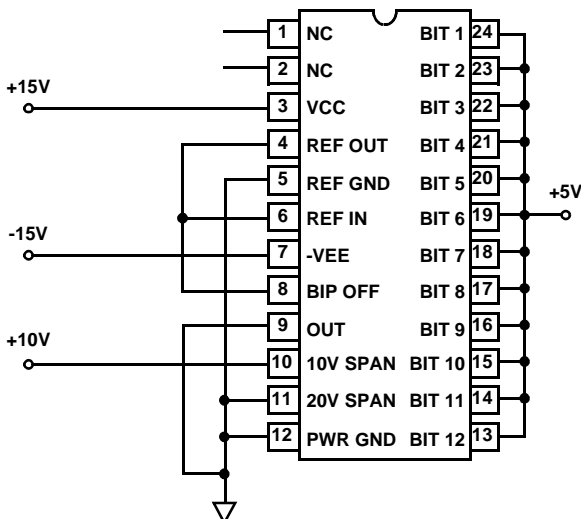 1 NC BIT 1 24
2 NC BIT 2 23
+15V
3 VCC BIT 3 22
4 REF OUT BIT 4 21
5 REF GND BIT 5 20
+5V
6 REF IN BIT 6 19
-15V
7 -VEE BIT 7 18
8 BIP OFF BIT 8 17
9 OUT BIT 9 16
+10V
10 10V SPAN BIT 10 15
11 20V SPAN BIT 11 14
12 PWR GND BIT 12 13